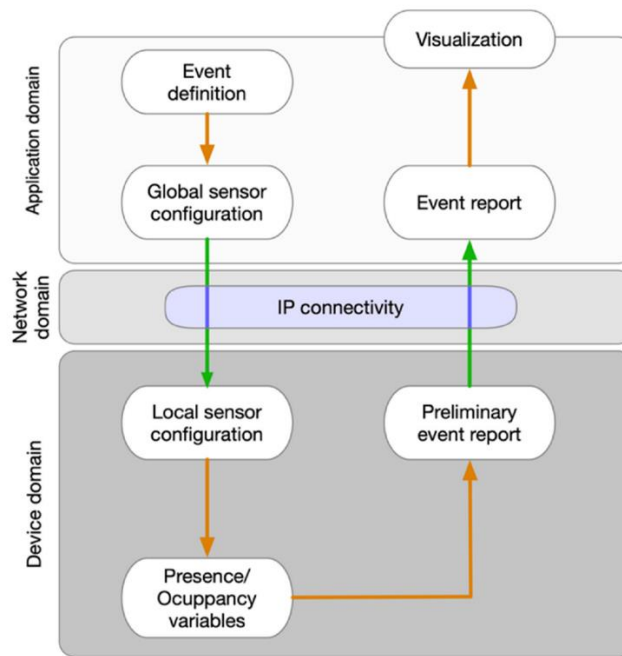 Visualization
Event
definition
Application domain
Global sensor
configuration
Event report
Network
domain
IP connectivity
Local sensor
configuration
Preliminary
event report
Device domain
Presence/
Ocuppancy
variables